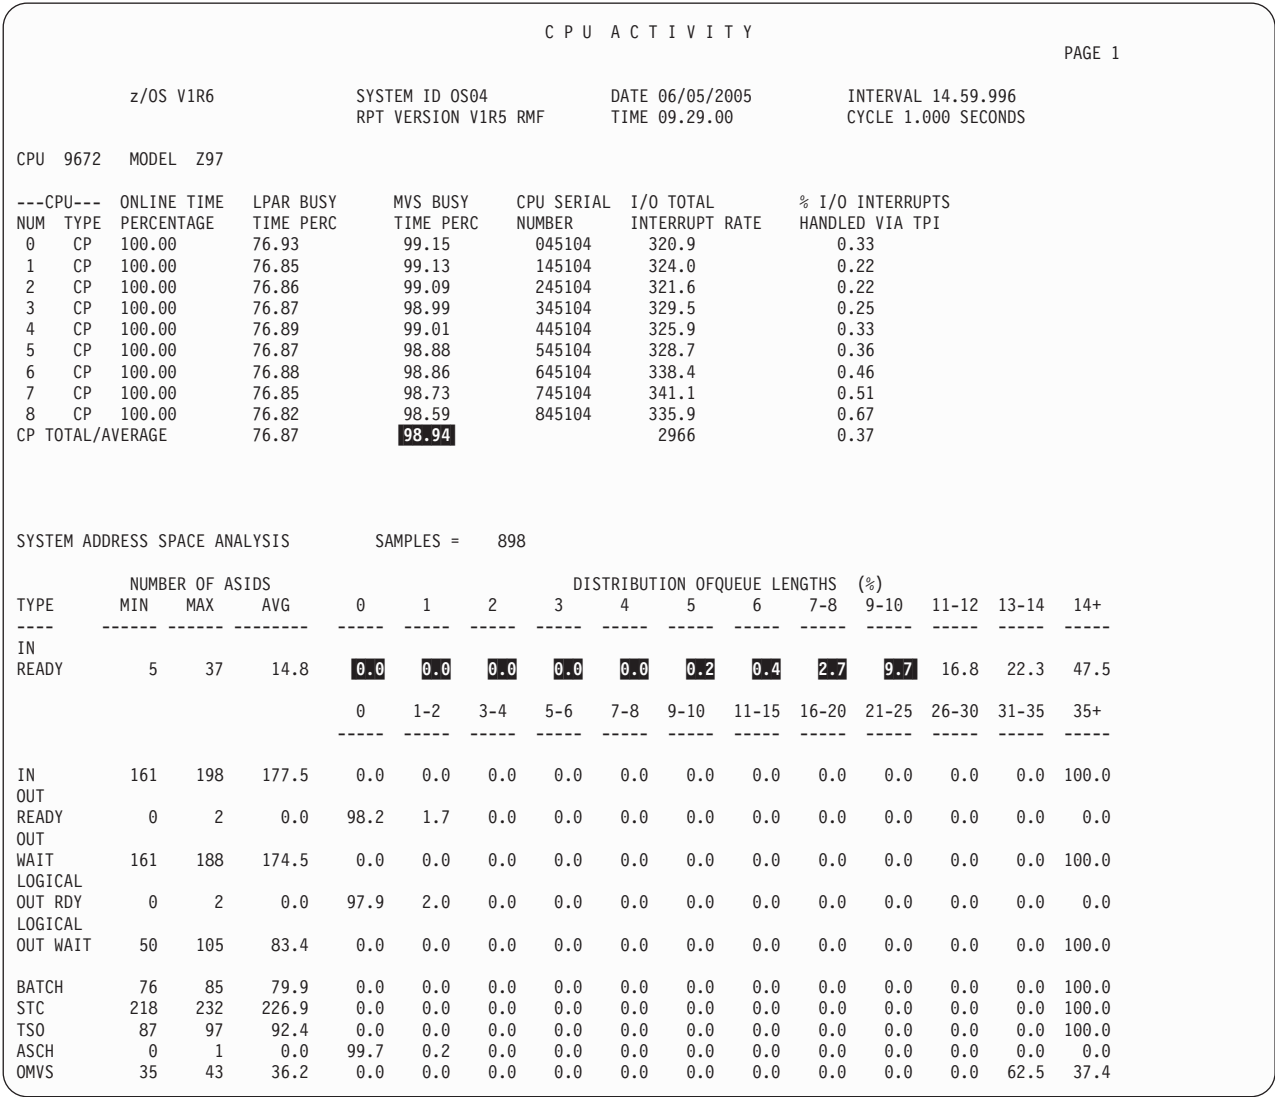 C P U  A C T I V I T Y
PAGE 1
z/OS V1R6 SYSTEM ID OS04 DATE 06/05/2005 INTERVAL 14.59.996
RPT VERSION V1R5 RMF TIME 09.29.00 CYCLE 1.000 SECONDS
CPU 9672 MODEL Z97
---CPU--- ONLINE TIME LPAR BUSY MVS BUSY CPU SERIAL I/O TOTAL % I/O INTERRUPTS
NUM TYPE PERCENTAGE TIME PERC TIME PERC NUMBER INTERRUPT RATE HANDLED VIA TPI
0 CP 100.00 76.93 99.15 045104 320.9 0.33
1 CP 100.00 76.85 99.13 145104 324.0 0.22
2 CP 100.00 76.86 99.09 245104 321.6 0.22
3 CP 100.00 76.87 98.99 345104 329.5 0.25
4 CP 100.00 76.89 99.01 445104 325.9 0.33
5 CP 100.00 76.87 98.88 545104 328.7 0.36
6 CP 100.00 76.88 98.86 645104 338.4 0.46
7 CP 100.00 76.85 98.73 745104 341.1 0.51
8 CP 100.00 76.82 98.59 845104 335.9 0.67
CP TOTAL/AVERAGE 76.87 98.94 2966 0.37
SYSTEM ADDRESS SPACE ANALYSIS SAMPLES = 898
NUMBER OF ASIDS DISTRIBUTION OFQUEUE LENGTHS (%)
TYPE MIN MAX AVG 0 1 2 3 4 5 6 7-8 9-10 11-12 13-14 14+
---- ------ ------ -------- ----- ----- ----- ----- ----- ----- ----- ----- ----- ----- ----- -----
IN
READY 5 37 14.8 0.0 0.0 0.0 0.0 0.0 0.2 0.4 2.7 9.7 16.8 22.3 47.5
0 1-2 3-4 5-6 7-8 9-10 11-15 16-20 21-25 26-30 31-35 35+
----- ----- ----- ----- ----- ----- ----- ----- ----- ----- ----- -----
IN 161 198 177.5 0.0 0.0 0.0 0.0 0.0 0.0 0.0 0.0 0.0 0.0 0.0 100.0
OUT
READY 0 2 0.0 98.2 1.7 0.0 0.0 0.0 0.0 0.0 0.0 0.0 0.0 0.0 0.0
OUT
WAIT 161 188 174.5 0.0 0.0 0.0 0.0 0.0 0.0 0.0 0.0 0.0 0.0 0.0 100.0
LOGICAL
OUT RDY 0 2 0.0 97.9 2.0 0.0 0.0 0.0 0.0 0.0 0.0 0.0 0.0 0.0 0.0
LOGICAL
OUT WAIT 50 105 83.4 0.0 0.0 0.0 0.0 0.0 0.0 0.0 0.0 0.0 0.0 0.0 100.0
BATCH 76 85 79.9 0.0 0.0 0.0 0.0 0.0 0.0 0.0 0.0 0.0 0.0 0.0 100.0
STC 218 232 226.9 0.0 0.0 0.0 0.0 0.0 0.0 0.0 0.0 0.0 0.0 0.0 100.0
TSO 87 97 92.4 0.0 0.0 0.0 0.0 0.0 0.0 0.0 0.0 0.0 0.0 0.0 100.0
ASCH 0 1 0.0 99.7 0.2 0.0 0.0 0.0 0.0 0.0 0.0 0.0 0.0 0.0 0.0
OMVS 35 43 36.2 0.0 0.0 0.0 0.0 0.0 0.0 0.0 0.0 0.0 0.0 62.5 37.4